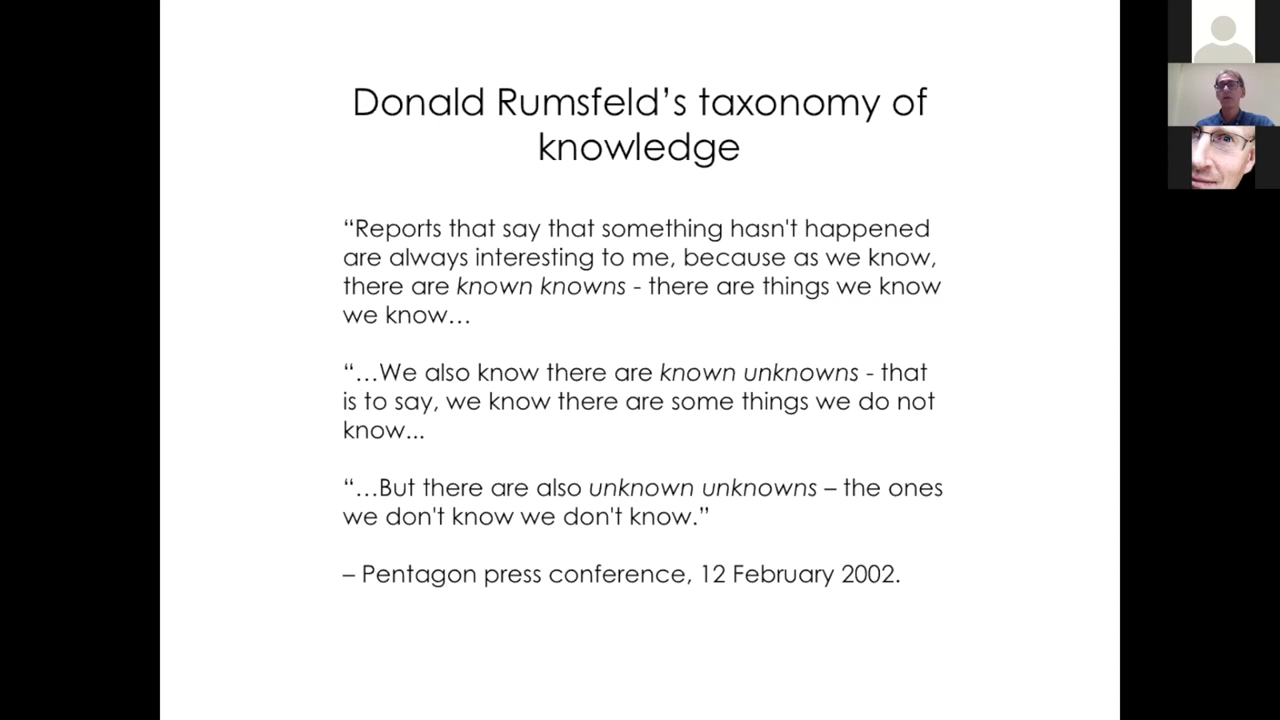 Donald Rumsfeld’s taxonomy of
knowledge
“Reports that say that something hasn't happened
are always interesting to me, because as we know,
there are known knowns - there are things we know
we know…
“…We also know there are known unknowns - that
is to say, we know there are some things we do not
know...
“…But there are also unknown unknowns – the ones
we don't know we don't know.”
– Pentagon press conference, 12 February 2002.